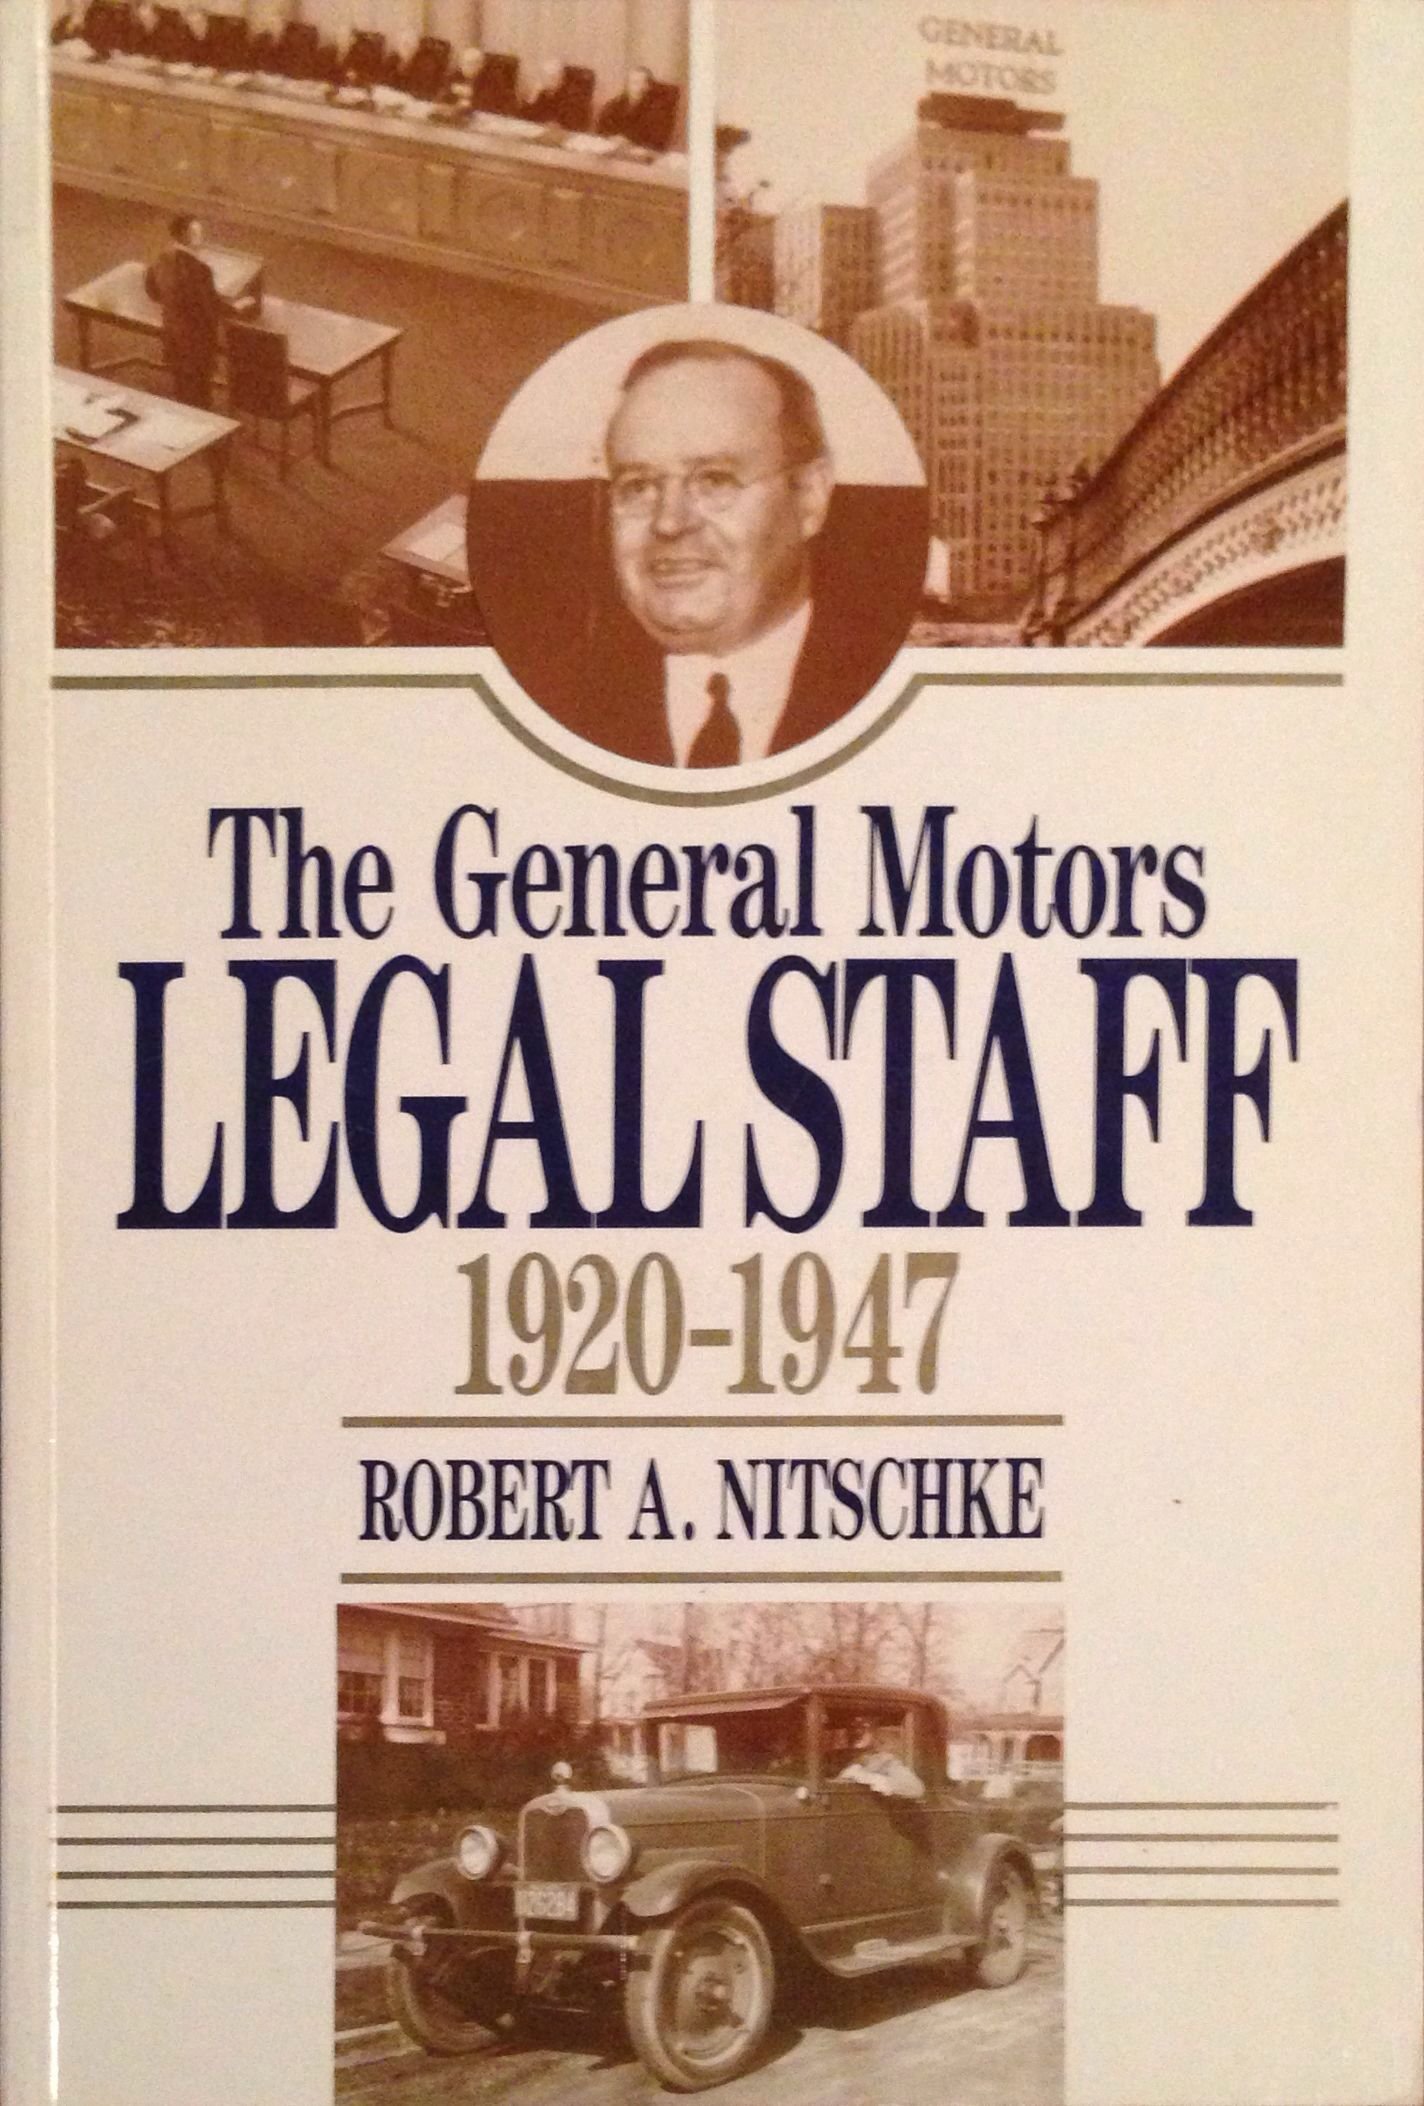 GENERAL
MOTORS
The General Motors
LEGAL STAFF
1920-1947
ROBERT A. NITSCHKE